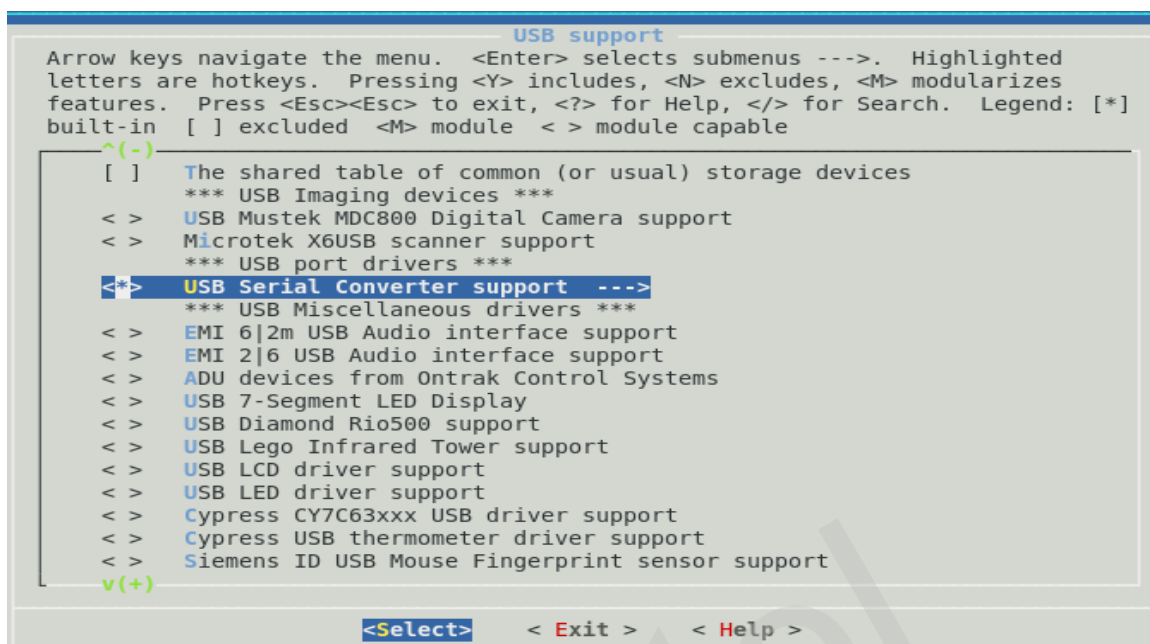 USB support
Arrow keys navigate the menu.  <Enter> selects submenus --->.  Highlighted
letters are hotkeys.  Pressing <Y> includes, <N> excludes, <M> modularizes
features.  Press <Esc><Esc> to exit, <?> for Help, </> for Search.  Legend: [*]
built-in  [ ] excluded  <M> module  < > module capable
^(-)
[ ]   The shared table of common (or usual) storage devices
*** USB Imaging devices ***
< >   USB Mustek MDC800 Digital Camera support
< >   Microtek X6USB scanner support
*** USB port drivers ***
<*>   USB Serial Converter support  --->
*** USB Miscellaneous drivers ***
< >   EMI 6|2m USB Audio interface support
< >   EMI 2|6 USB Audio interface support
< >   ADU devices from Ontrak Control Systems
< >   USB 7-Segment LED Display
< >   USB Diamond Rio500 support
< >   USB Lego Infrared Tower support
< >   USB LCD driver support
< >   USB LED driver support
< >   Cypress CY7C63xxx USB driver support
< >   Cypress USB thermometer driver support
< >   Siemens ID USB Mouse Fingerprint sensor support
v(+)
<Select>    < Exit >    < Help >